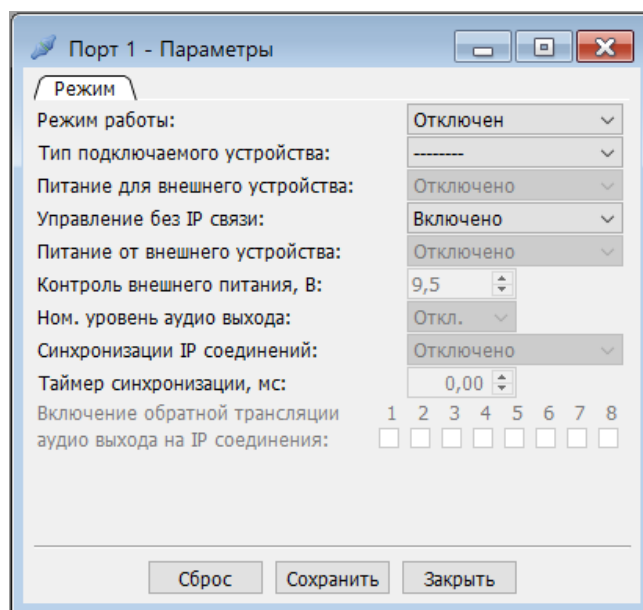 Порт 1 - Параметры
Режим
Режим работы: Отключен
Тип подключаемого устройства: --------
Питание для внешнего устройства: Отключено
Управление без IP связи: Включено
Питание от внешнего устройства: Отключено
Контроль внешнего питания, В: 9,5
Ном. уровень аудио выхода: Откл.
Синхронизации IP соединений: Отключено
Таймер синхронизации, мс: 0,00
Включение обратной трансляции 1 2 3 4 5 6 7 8
аудио выхода на IP соединения:
Сброс Сохранить Закрыть